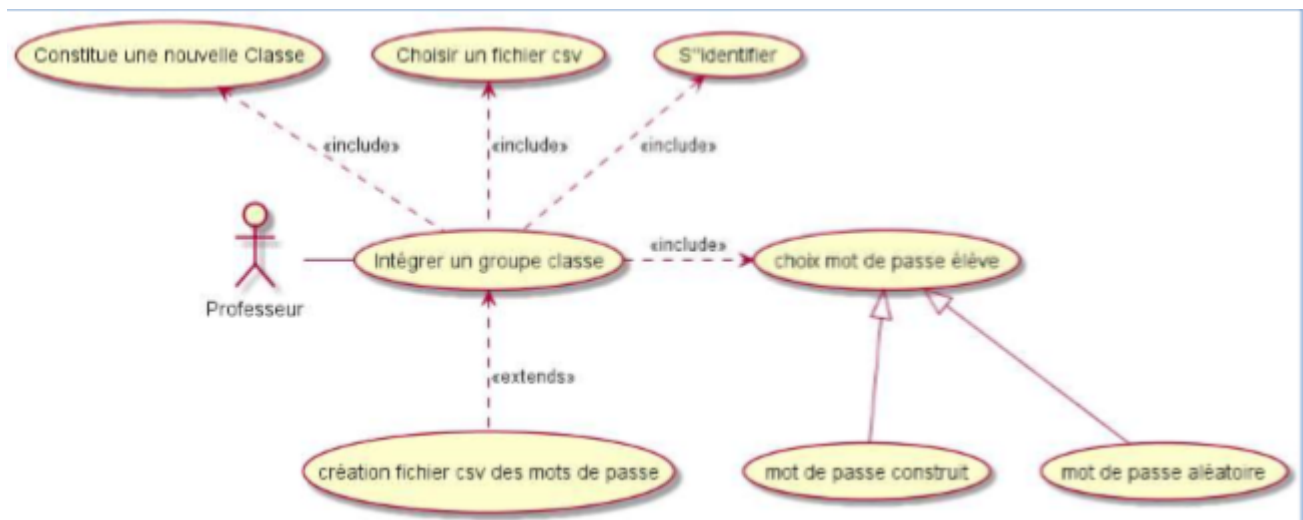 Constitue une nouvelle Classe
Choisir un fichier csv
S''identifier
«include»
«include»
«include»
Professeur
Intégrer un groupe classe
«include»
choix mot de passe élève
«extends»
création fichier csv des mots de passe
mot de passe construit
mot de passe aléatoire